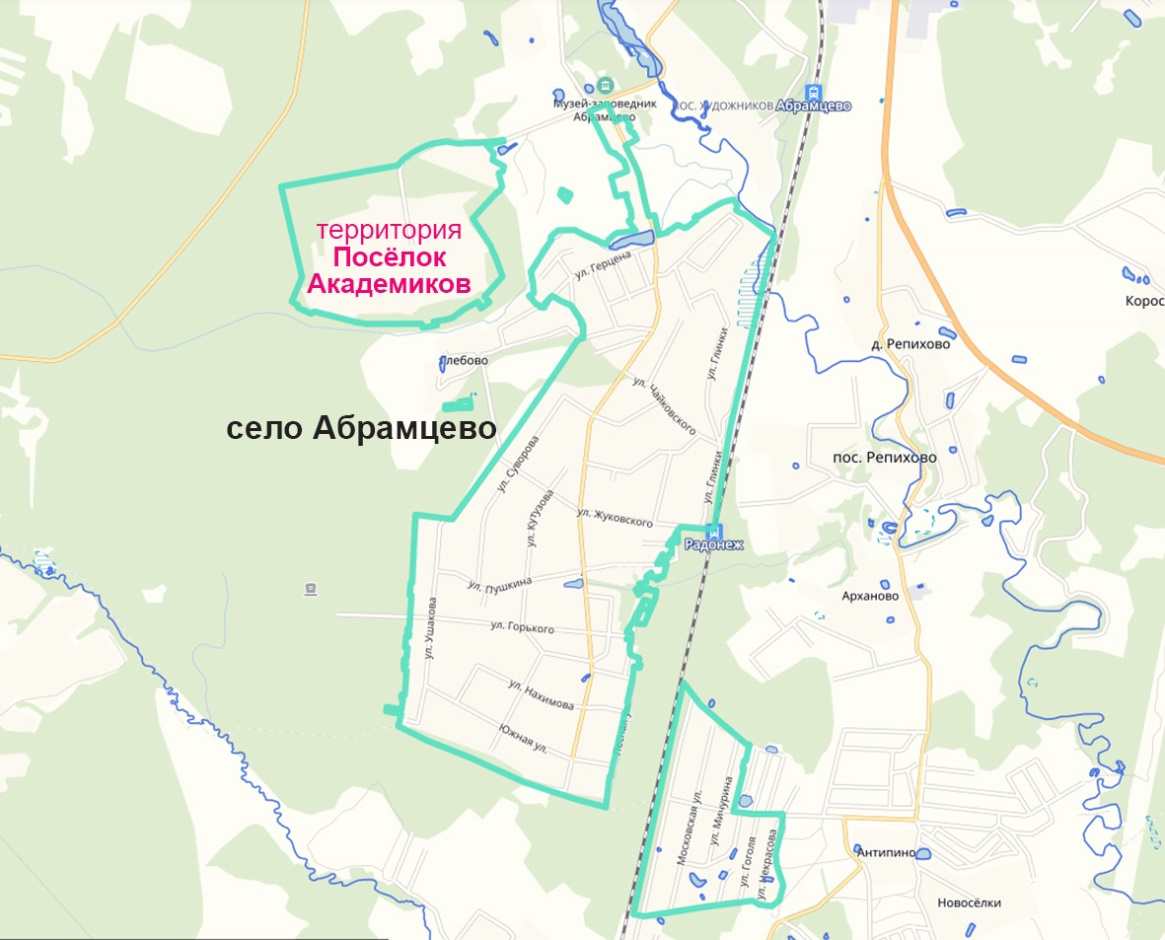 Музей-заповедник
Абрамцево
пос. художников
Абрамцево
территория
Посёлок
Академиков
ул. Герцена
Корос
д. Репихово
ул. Глинки
Глебово
ул. Чайковского
село Абрамцево
ул. Суворова
пос. Репихово
ул. Глинки
ул. Кутузова
ул. Жуковского
Радонеж
ул. Пушкина
Арханово
ул. Ушакова
ул. Горького
ул. Нахимова
Южная ул.
Московская ул.
ул. Мичурина
ул. Гоголя
ул. Некрасова
Антипино
Новосёлки